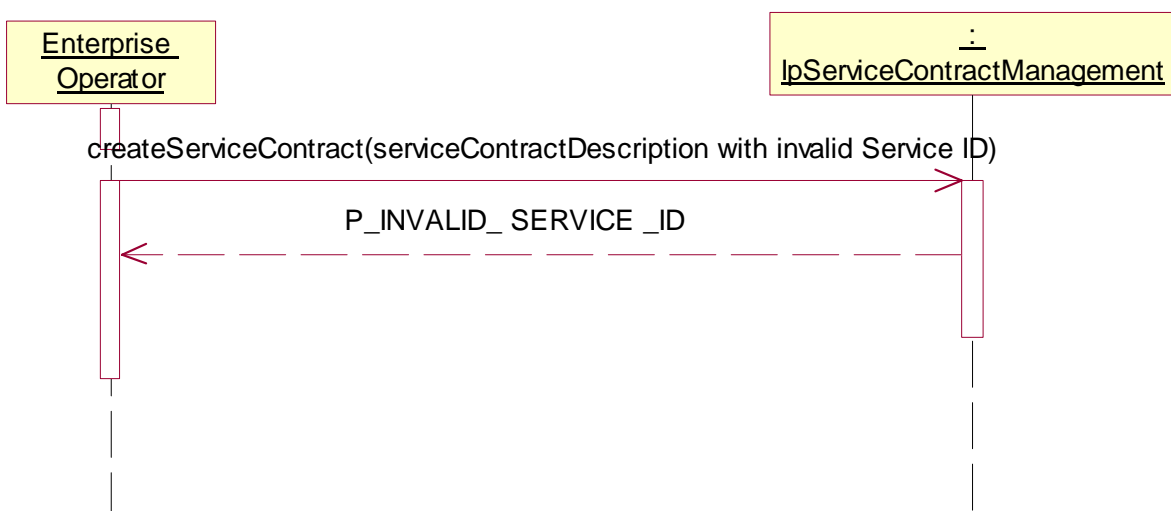 Enterprise
Operator
:
IpServiceContractManagement
createServiceContract(serviceContractDescription with invalid Service ID)
P_INVALID_ SERVICE _ID